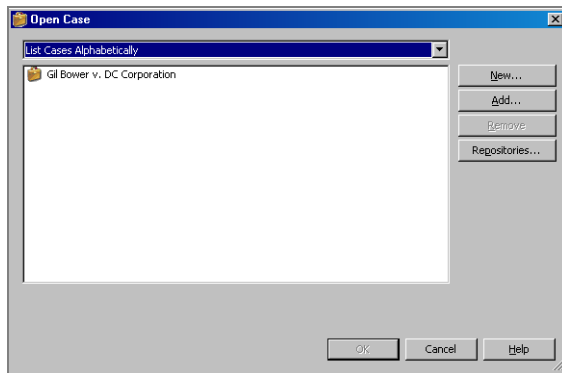 Open Case
List Cases Alphabetically
Gil Bower v. DC Corporation
New...
Add...
Remove
Repositories...
OK
Cancel
Help